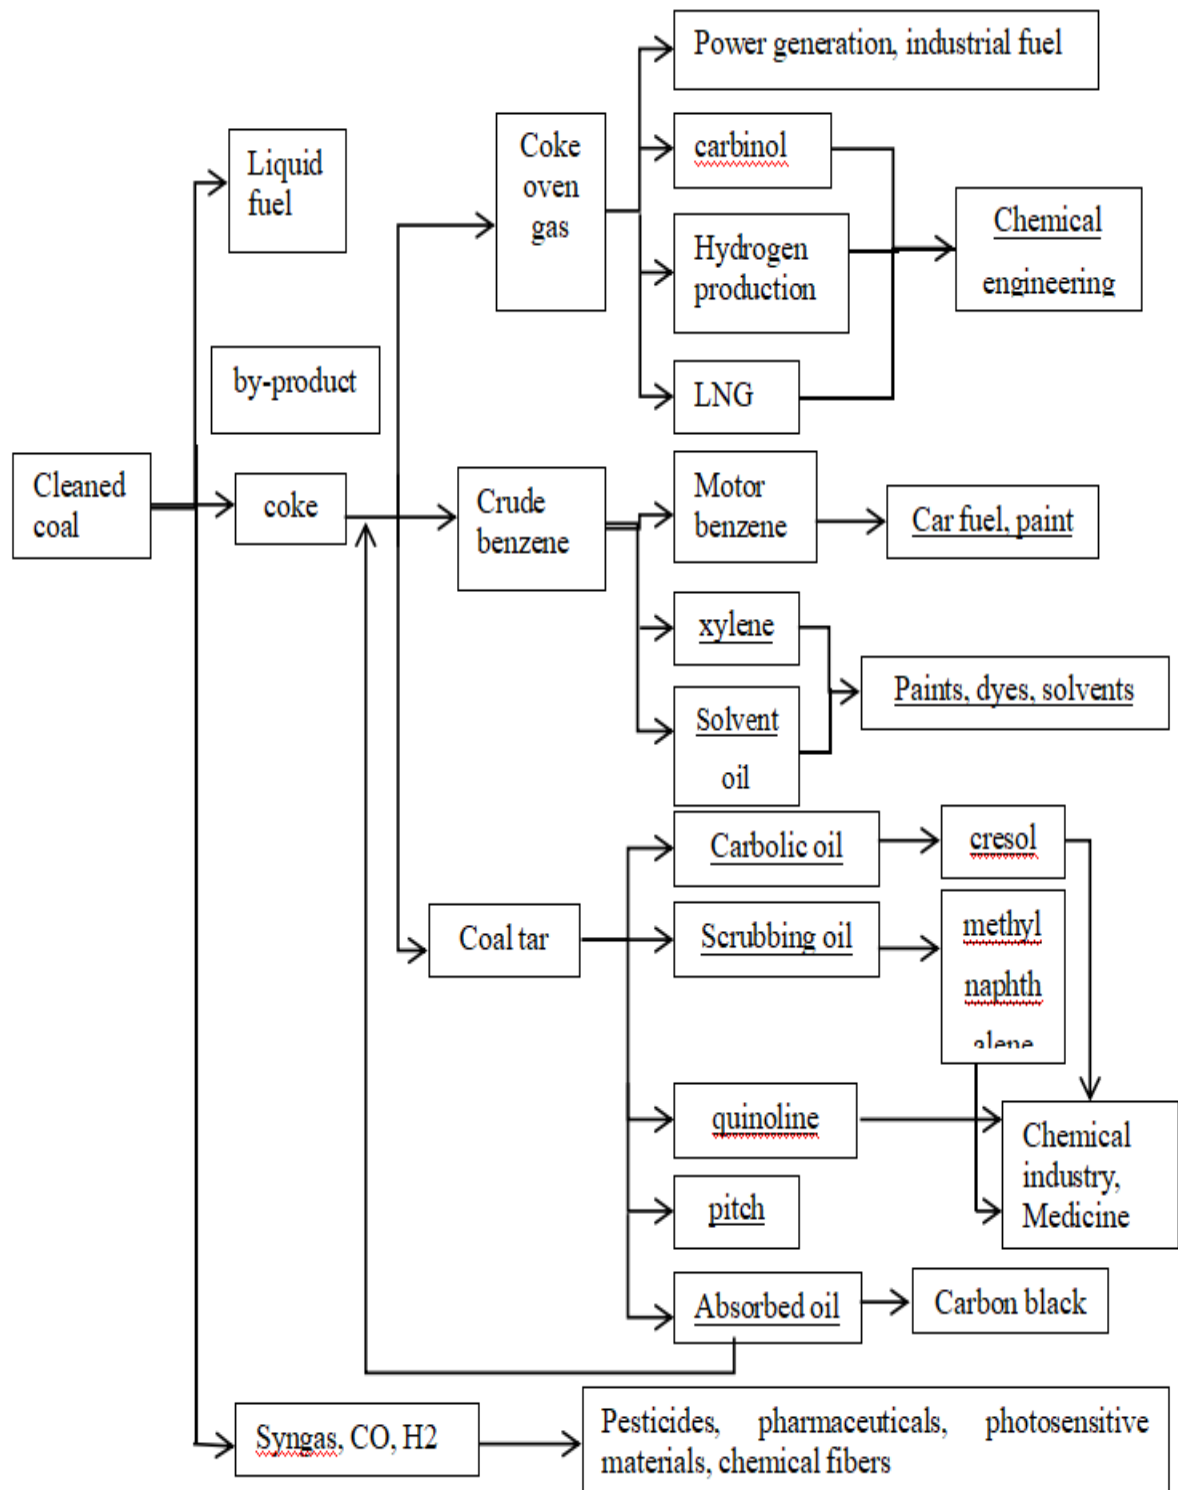 Power generation, industrial fuel
Liquid
fuel
Coke
oven
gas
carbinol
Hydrogen
production
Chemical
engineering
by-product
LNG
Cleaned
coal
coke
Crude
benzene
Motor
benzene
Car fuel, paint
xylene
Paints, dyes, solvents
Solvent
oil
Carbolic oil
cresol
Coal tar
Scrubbing oil
methyl
naphth
alene
quinoline
Chemical
industry,
Medicine
pitch
Absorbed oil
Carbon black
Syngas, CO, H2
Pesticides, pharmaceuticals, photosensitive
materials, chemical fibers